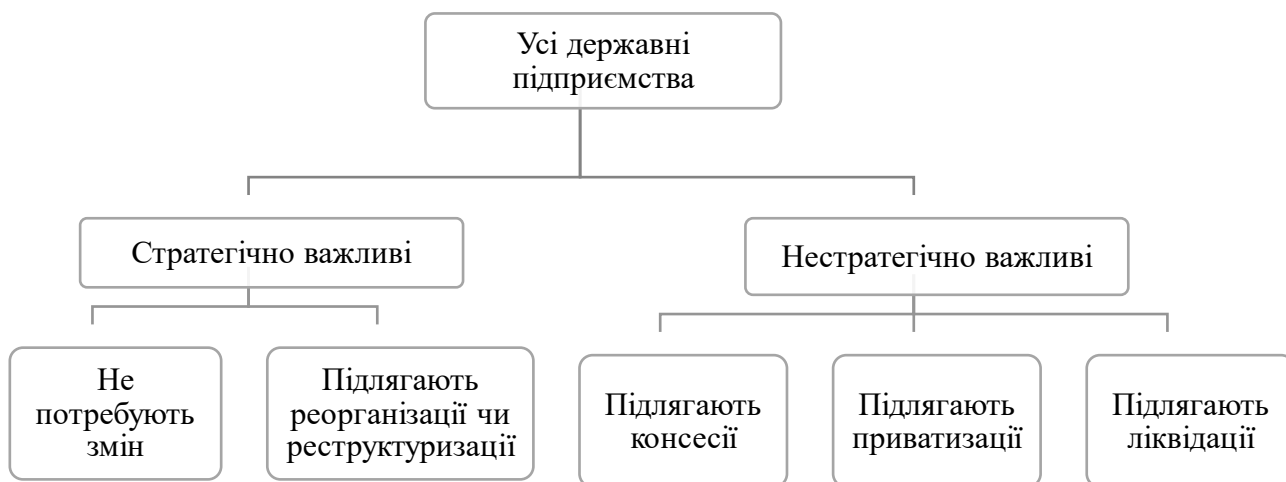 Усі державні
підприємства
Стратегічно важливі
Нестратегічно важливі
Не
потребують
змін
Підлягають
реорганізації чи
реструктуризації
Підлягають
консесії
Підлягають
приватизації
Підлягають
ліквідації